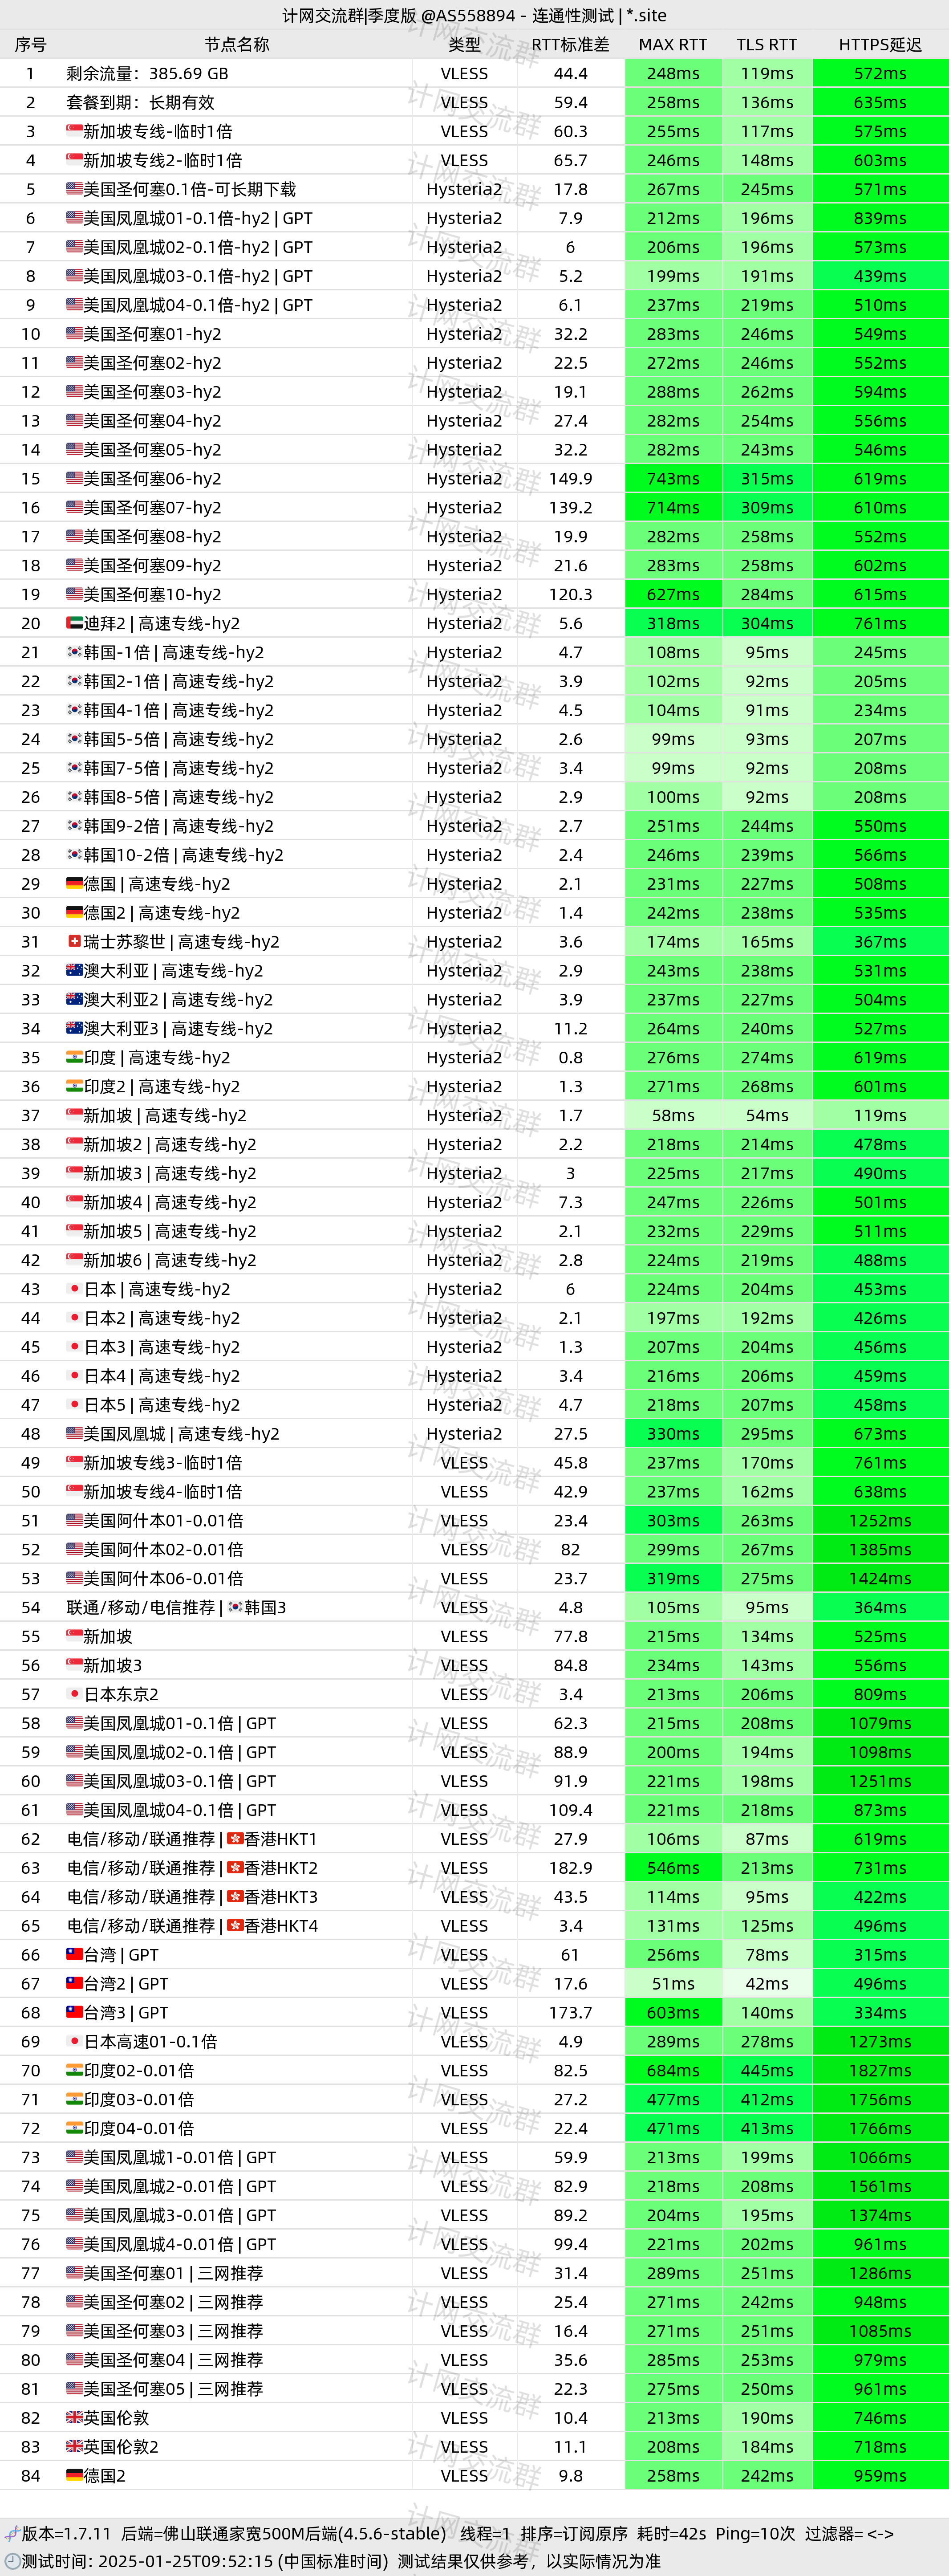 计网交流群|季度版 @AS558894 - 连通性测试 | *.site
序号 节点名称 类型 RTT标准差 MAX RTT TLS RTT HTTPS延迟
1 剩余流量：385.69 GB VLESS 44.4 248ms 119ms 572ms
2 套餐到期：长期有效 VLESS 59.4 258ms 136ms 635ms
3 新加坡专线-临时1倍 VLESS 60.3 255ms 117ms 575ms
4 新加坡专线2-临时1倍 VLESS 65.7 246ms 148ms 603ms
5 美国圣何塞0.1倍-可长期下载 Hysteria2 17.8 267ms 245ms 571ms
6 美国凤凰城01-0.1倍-hy2 | GPT Hysteria2 7.9 212ms 196ms 839ms
7 美国凤凰城02-0.1倍-hy2 | GPT Hysteria2 6 206ms 196ms 573ms
8 美国凤凰城03-0.1倍-hy2 | GPT Hysteria2 5.2 199ms 191ms 439ms
9 美国凤凰城04-0.1倍-hy2 | GPT Hysteria2 6.1 237ms 219ms 510ms
10 美国圣何塞01-hy2 Hysteria2 32.2 283ms 246ms 549ms
11 美国圣何塞02-hy2 Hysteria2 22.5 272ms 246ms 552ms
12 美国圣何塞03-hy2 Hysteria2 19.1 288ms 262ms 594ms
13 美国圣何塞04-hy2 Hysteria2 27.4 282ms 254ms 556ms
14 美国圣何塞05-hy2 Hysteria2 32.2 282ms 243ms 546ms
15 美国圣何塞06-hy2 Hysteria2 149.9 743ms 315ms 619ms
16 美国圣何塞07-hy2 Hysteria2 139.2 714ms 309ms 610ms
17 美国圣何塞08-hy2 Hysteria2 19.9 282ms 258ms 552ms
18 美国圣何塞09-hy2 Hysteria2 21.6 283ms 258ms 602ms
19 美国圣何塞10-hy2 Hysteria2 120.3 627ms 284ms 615ms
20 迪拜2 | 高速专线-hy2 Hysteria2 5.6 318ms 304ms 761ms
21 韩国-1倍 | 高速专线-hy2 Hysteria2 4.7 108ms 95ms 245ms
22 韩国2-1倍 | 高速专线-hy2 Hysteria2 3.9 102ms 92ms 205ms
23 韩国4-1倍 | 高速专线-hy2 Hysteria2 4.5 104ms 91ms 234ms
24 韩国5-5倍 | 高速专线-hy2 Hysteria2 2.6 99ms 93ms 207ms
25 韩国7-5倍 | 高速专线-hy2 Hysteria2 3.4 99ms 92ms 208ms
26 韩国8-5倍 | 高速专线-hy2 Hysteria2 2.9 100ms 92ms 208ms
27 韩国9-2倍 | 高速专线-hy2 Hysteria2 2.7 251ms 244ms 550ms
28 韩国10-2倍 | 高速专线-hy2 Hysteria2 2.4 246ms 239ms 566ms
29 德国 | 高速专线-hy2 Hysteria2 2.1 231ms 227ms 508ms
30 德国2 | 高速专线-hy2 Hysteria2 1.4 242ms 238ms 535ms
31 瑞士苏黎世 | 高速专线-hy2 Hysteria2 3.6 174ms 165ms 367ms
32 澳大利亚 | 高速专线-hy2 Hysteria2 2.9 243ms 238ms 531ms
33 澳大利亚2 | 高速专线-hy2 Hysteria2 3.9 237ms 227ms 504ms
34 澳大利亚3 | 高速专线-hy2 Hysteria2 11.2 264ms 240ms 527ms
35 印度 | 高速专线-hy2 Hysteria2 0.8 276ms 274ms 619ms
36 印度2 | 高速专线-hy2 Hysteria2 1.3 271ms 268ms 601ms
37 新加坡 | 高速专线-hy2 Hysteria2 1.7 58ms 54ms 119ms
38 新加坡2 | 高速专线-hy2 Hysteria2 2.2 218ms 214ms 478ms
39 新加坡3 | 高速专线-hy2 Hysteria2 3 225ms 217ms 490ms
40 新加坡4 | 高速专线-hy2 Hysteria2 7.3 247ms 226ms 501ms
41 新加坡5 | 高速专线-hy2 Hysteria2 2.1 232ms 229ms 511ms
42 新加坡6 | 高速专线-hy2 Hysteria2 2.8 224ms 219ms 488ms
43 日本 | 高速专线-hy2 Hysteria2 6 224ms 204ms 453ms
44 日本2 | 高速专线-hy2 Hysteria2 2.1 197ms 192ms 426ms
45 日本3 | 高速专线-hy2 Hysteria2 1.3 207ms 204ms 456ms
46 日本4 | 高速专线-hy2 Hysteria2 3.4 216ms 206ms 459ms
47 日本5 | 高速专线-hy2 Hysteria2 4.7 218ms 207ms 458ms
48 美国凤凰城 | 高速专线-hy2 Hysteria2 27.5 330ms 295ms 673ms
49 新加坡专线3-临时1倍 VLESS 45.8 237ms 170ms 761ms
50 新加坡专线4-临时1倍 VLESS 42.9 237ms 162ms 638ms
51 美国阿什本01-0.01倍 VLESS 23.4 303ms 263ms 1252ms
52 美国阿什本02-0.01倍 VLESS 82 299ms 267ms 1385ms
53 美国阿什本06-0.01倍 VLESS 23.7 319ms 275ms 1424ms
54 联通/移动/电信推荐 | 韩国3 VLESS 4.8 105ms 95ms 364ms
55 新加坡 VLESS 77.8 215ms 134ms 525ms
56 新加坡3 VLESS 84.8 234ms 143ms 556ms
57 日本东京2 VLESS 3.4 213ms 206ms 809ms
58 美国凤凰城01-0.1倍 | GPT VLESS 62.3 215ms 208ms 1079ms
59 美国凤凰城02-0.1倍 | GPT VLESS 88.9 200ms 194ms 1098ms
60 美国凤凰城03-0.1倍 | GPT VLESS 91.9 221ms 198ms 1251ms
61 美国凤凰城04-0.1倍 | GPT VLESS 109.4 221ms 218ms 873ms
62 电信/移动/联通推荐 | 香港HKT1 VLESS 27.9 106ms 87ms 619ms
63 电信/移动/联通推荐 | 香港HKT2 VLESS 182.9 546ms 213ms 731ms
64 电信/移动/联通推荐 | 香港HKT3 VLESS 43.5 114ms 95ms 422ms
65 电信/移动/联通推荐 | 香港HKT4 VLESS 3.4 131ms 125ms 496ms
66 台湾 | GPT VLESS 61 256ms 78ms 315ms
67 台湾2 | GPT VLESS 17.6 51ms 42ms 496ms
68 台湾3 | GPT VLESS 173.7 603ms 140ms 334ms
69 日本高速01-0.1倍 VLESS 4.9 289ms 278ms 1273ms
70 印度02-0.01倍 VLESS 82.5 684ms 445ms 1827ms
71 印度03-0.01倍 VLESS 27.2 477ms 412ms 1756ms
72 印度04-0.01倍 VLESS 22.4 471ms 413ms 1766ms
73 美国凤凰城1-0.01倍 | GPT VLESS 59.9 213ms 199ms 1066ms
74 美国凤凰城2-0.01倍 | GPT VLESS 82.9 218ms 208ms 1561ms
75 美国凤凰城3-0.01倍 | GPT VLESS 89.2 204ms 195ms 1374ms
76 美国凤凰城4-0.01倍 | GPT VLESS 99.4 221ms 202ms 961ms
77 美国圣何塞01 | 三网推荐 VLESS 31.4 289ms 251ms 1286ms
78 美国圣何塞02 | 三网推荐 VLESS 25.4 271ms 242ms 948ms
79 美国圣何塞03 | 三网推荐 VLESS 16.4 271ms 251ms 1085ms
80 美国圣何塞04 | 三网推荐 VLESS 35.6 285ms 253ms 979ms
81 美国圣何塞05 | 三网推荐 VLESS 22.3 275ms 250ms 961ms
82 英国伦敦 VLESS 10.4 213ms 190ms 746ms
83 英国伦敦2 VLESS 11.1 208ms 184ms 718ms
84 德国2 VLESS 9.8 258ms 242ms 959ms
版本=1.7.11 后端=佛山联通家宽500M后端(4.5.6-stable) 线程=1 排序=订阅原序 耗时=42s Ping=10次 过滤器= <->
测试时间: 2025-01-25T09:52:15 (中国标准时间) 测试结果仅供参考，以实际情况为准